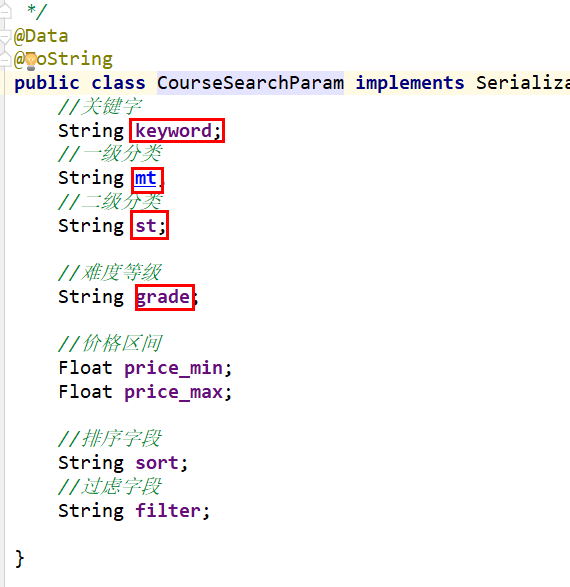 */
@Data
@ToString
public class CourseSearchParam implements Serializa
//关键字
String keyword;
//一级分类
String mt
//二级分类
String st;
//难度等级
String grade;
//价格区间
Float price_min;
Float price_max;
//排序字段
String sort;
//过虑字段
String filter;
}